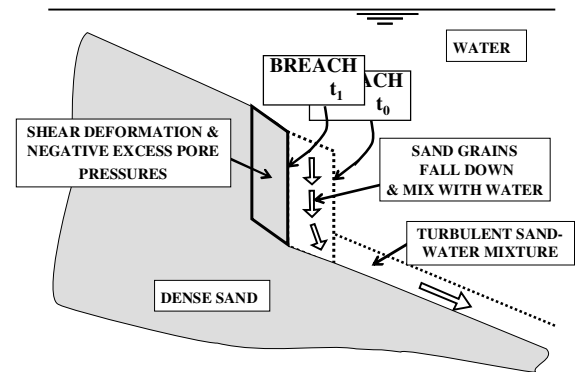 WATER
BREACH
t1
ACH
t0
SHEAR DEFORMATION &
NEGATIVE EXCESS PORE
PRESSURES
SAND GRAINS
FALL DOWN
& MIX WITH WATER
TURBULENT SAND-
WATER MIXTURE
DENSE SAND